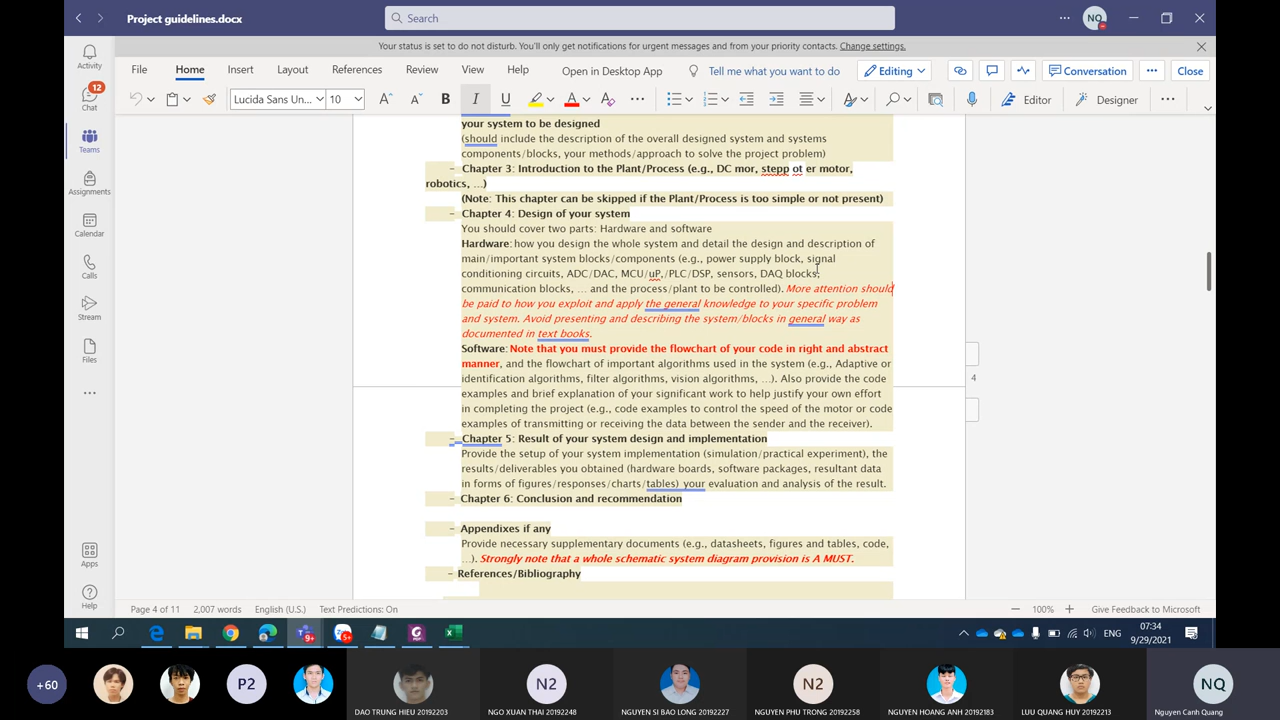 Project guidelines.docx
Search
NQ
Your status is set to do not disturb. You'll only get notifications for urgent messages and from your priority contacts. Change settings.
File Home Insert Layout References Review View Help Open in Desktop App Tell me what you want to do Editing Conversation Close
Lucida Sans Un... 10 B I U A A Editor Designer
Activity
12
Chat
Teams
Assignments
Calendar
Calls
Stream
Files
Apps
Help
your system to be designed
(should include the description of the overall designed system and systems
components/blocks, your methods/approach to solve the project problem)
– Chapter 3: Introduction to the Plant/Process (e.g., DC mor, stepp ot er motor,
robotics, ...)
(Note: This chapter can be skipped if the Plant/Process is too simple or not present)
– Chapter 4: Design of your system
You should cover two parts: Hardware and software
Hardware: how you design the whole system and detail the design and description of
main/important system blocks/components (e.g., power supply block, signal
conditioning circuits, ADC/DAC, MCU/uP,/PLC/DSP, sensors, DAQ blocks,
communication blocks, ... and the process/plant to be controlled). More attention should
be paid to how you exploit and apply the general knowledge to your specific problem
and system. Avoid presenting and describing the system/blocks in general way as
documented in text books.
Software: Note that you must provide the flowchart of your code in right and abstract
manner, and the flowchart of important algorithms used in the system (e.g., Adaptive or
identification algorithms, filter algorithms, vision algorithms, ...). Also provide the code
examples and brief explanation of your significant work to help justify your own effort
in completing the project (e.g., code examples to control the speed of the motor or code
examples of transmitting or receiving the data between the sender and the receiver).
– Chapter 5: Result of your system design and implementation
Provide the setup of your system implementation (simulation/practical experiment), the
results/deliverables you obtained (hardware boards, software packages, resultant data
in forms of figures/responses/charts/tables) your evaluation and analysis of the result.
– Chapter 6: Conclusion and recommendation
– Appendixes if any
Provide necessary supplementary documents (e.g., datasheets, figures and tables, code,
...). Strongly note that a whole schematic system diagram provision is A MUST.
– References/Bibliography
4
Page 4 of 11 2,007 words English (U.S.) Text Predictions: On 100% Give Feedback to Microsoft
9+
5+
ENG
07:34
9/29/2021
+60 P2 N2 N2 NQ
DAO TRUNG HIEU 20192203 NGO XUAN THAI 20192248 NGUYEN SI BAO LONG 20192227 NGUYEN PHU TRONG 20192258 NGUYEN HOANG ANH 20192183 LUU QUANG HUY 20192213 Nguyen Canh Quang